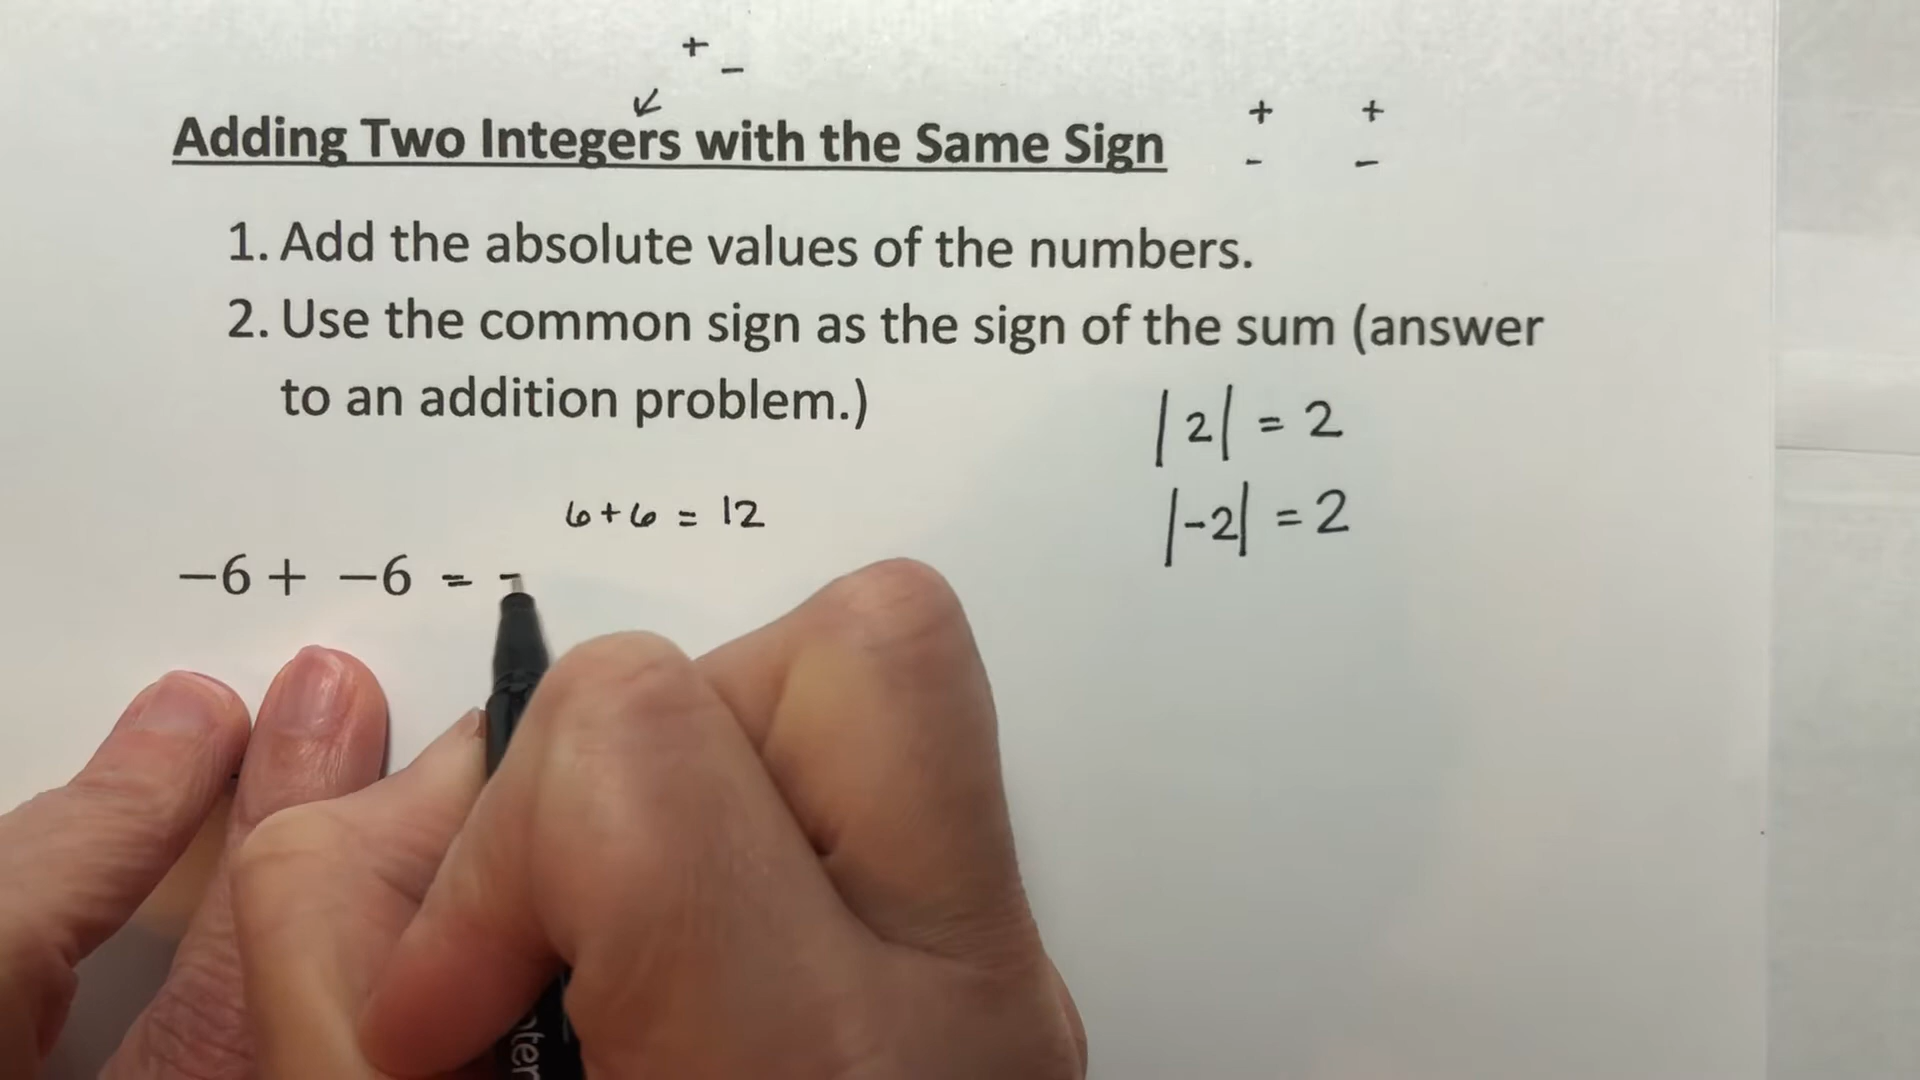 + -
Adding Two Integers with the Same Sign
+ +
- -
1. Add the absolute values of the numbers.
2. Use the common sign as the sign of the sum (answer
to an addition problem.)
|2| = 2
|-2| = 2
6+6 = 12
−6 + −6 = -